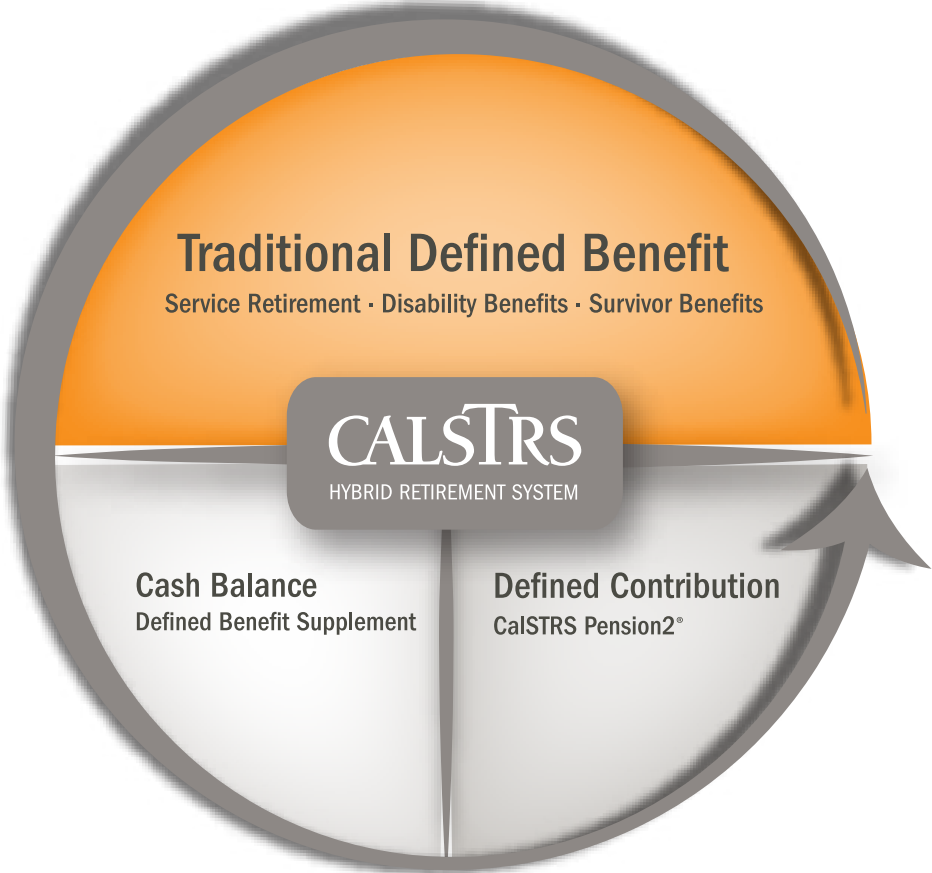 Traditional Defined Benefit
Service Retirement · Disability Benefits · Survivor Benefits
CALSTRS
HYBRID RETIREMENT SYSTEM
Cash Balance
Defined Benefit Supplement
Defined Contribution
CalSTRS Pension2®